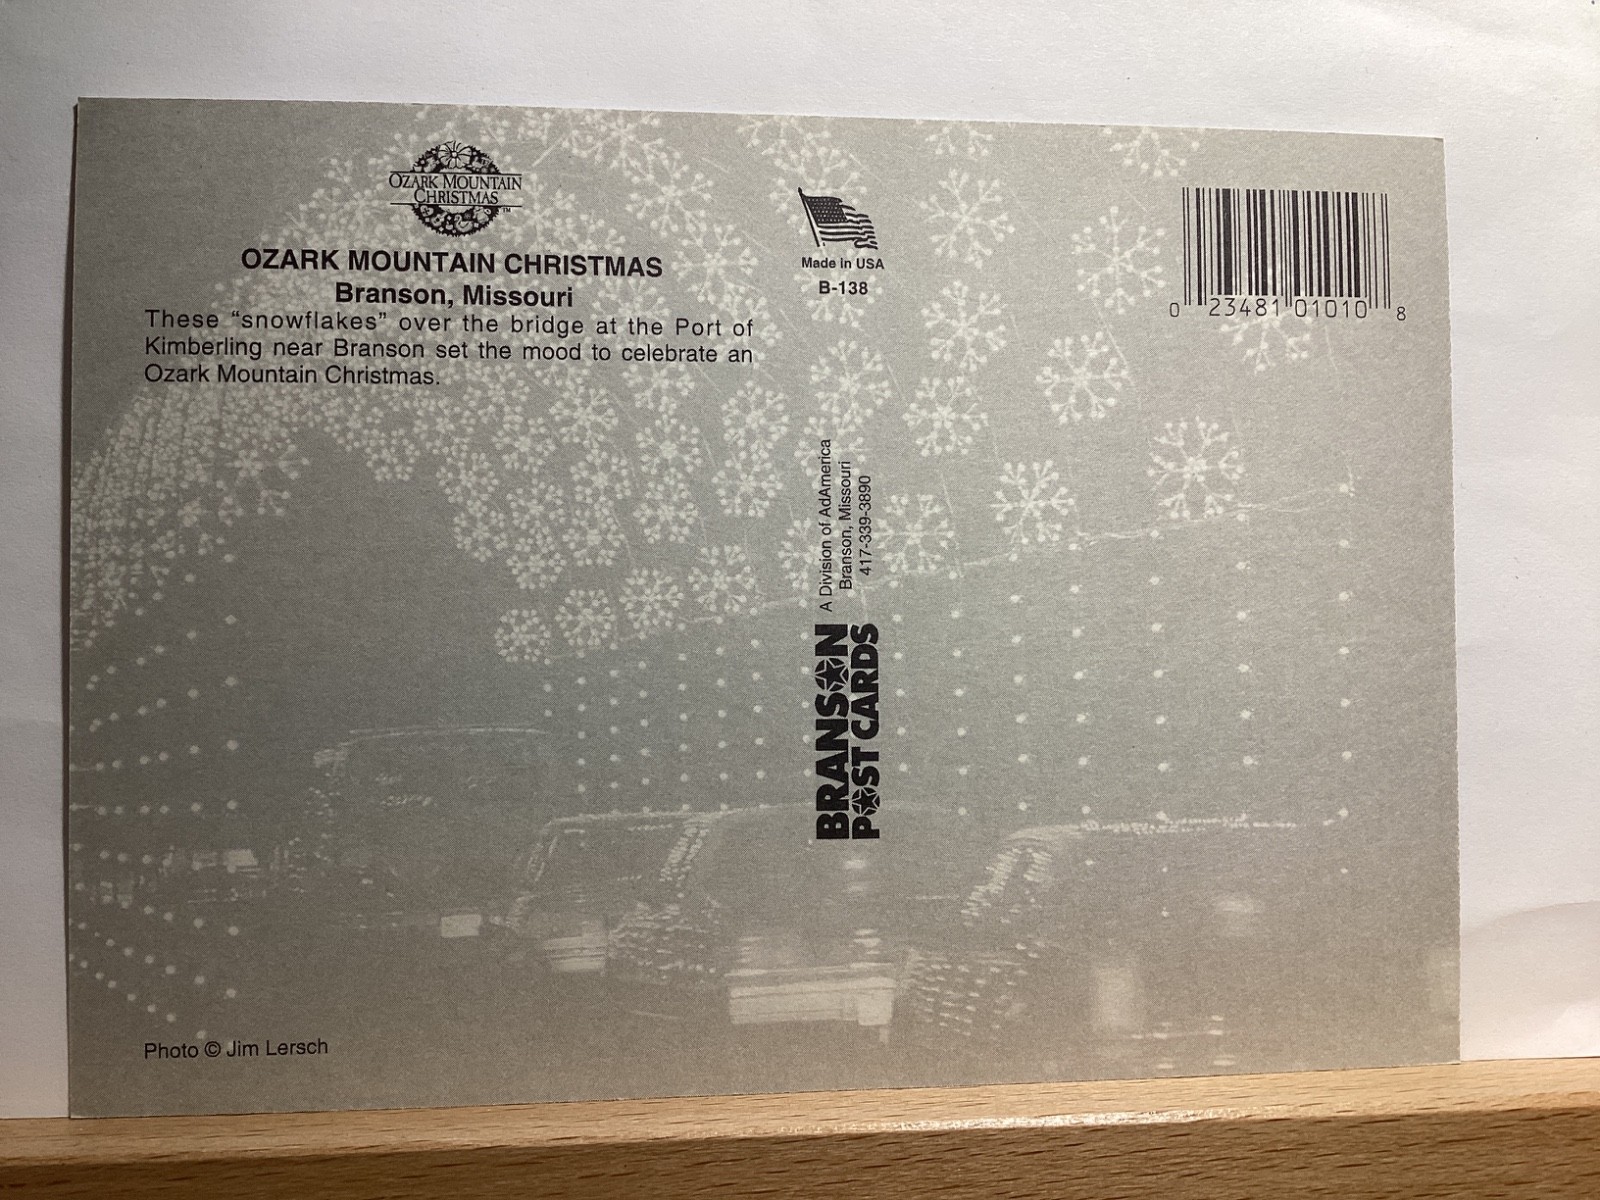 OZARK MOUNTAIN
CHRISTMAS™
OZARK MOUNTAIN CHRISTMAS
Branson, Missouri
These “snowflakes” over the bridge at the Port of
Kimberling near Branson set the mood to celebrate an
Ozark Mountain Christmas.
Made in USA
B-138
0 23481 01010 8
BRANSON
POST CARDS
A Division of AdAmerica
Branson, Missouri
417-339-3890
Photo © Jim Lersch